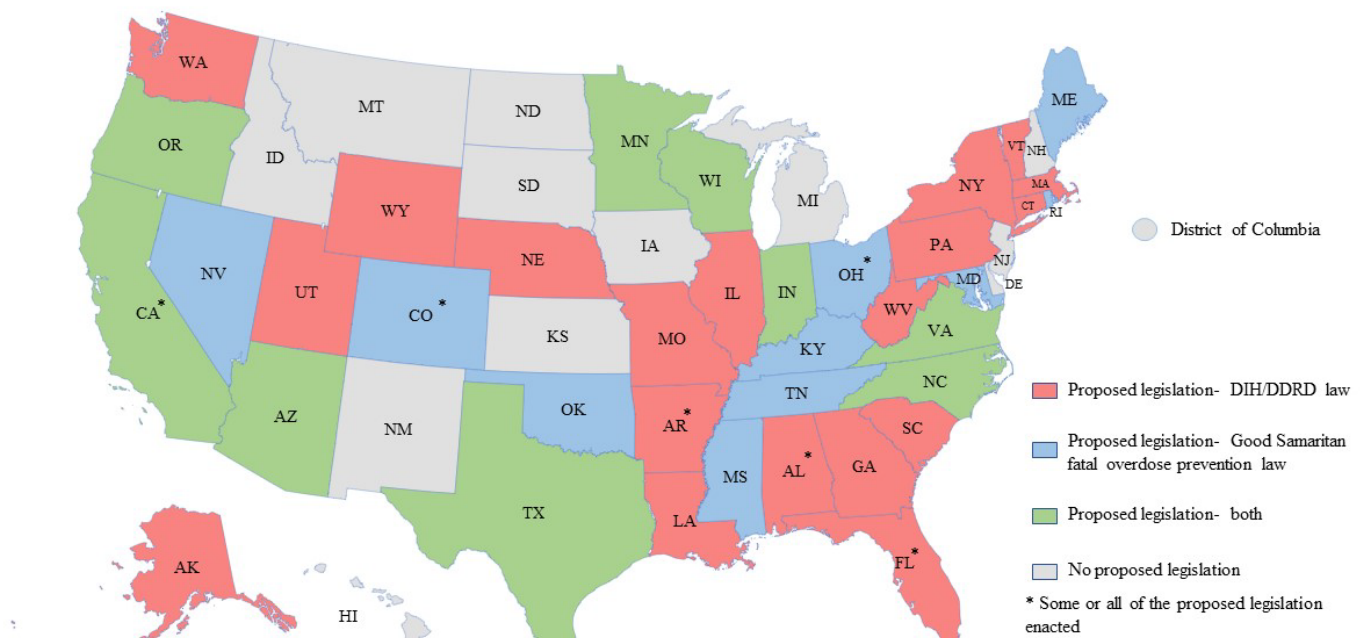 WA
ME
MT
ND
MN
VT
NH
OR
ID
SD
WI
NY
MA
MI
CT
RI
WY
PA
District of Columbia
IA
NJ
NE
OH*
DE
MD
NV
IL
IN
UT
WV
CA*
CO*
VA
KS
MO
KY
Proposed legislation- DIH/DDRD law
NC
TN
OK
AZ
AR*
NM
SC
Proposed legislation- Good Samaritan
fatal overdose prevention law
AL*
GA
MS
TX
LA
Proposed legislation- both
FL*
AK
No proposed legislation
* Some or all of the proposed legislation
enacted
HI